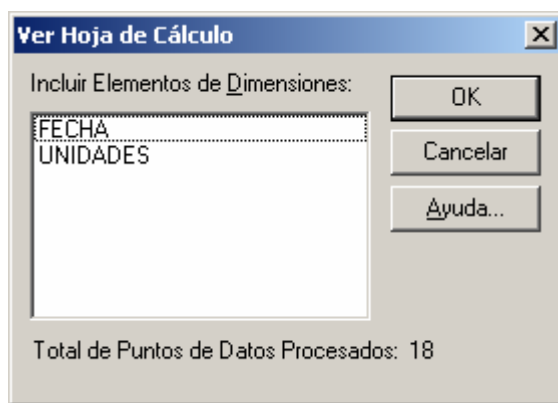 Ver Hoja de Cálculo
Incluir Elementos de Dimensiones:
FECHA
UNIDADES
OK
Cancelar
Ayuda...
Total de Puntos de Datos Procesados: 18